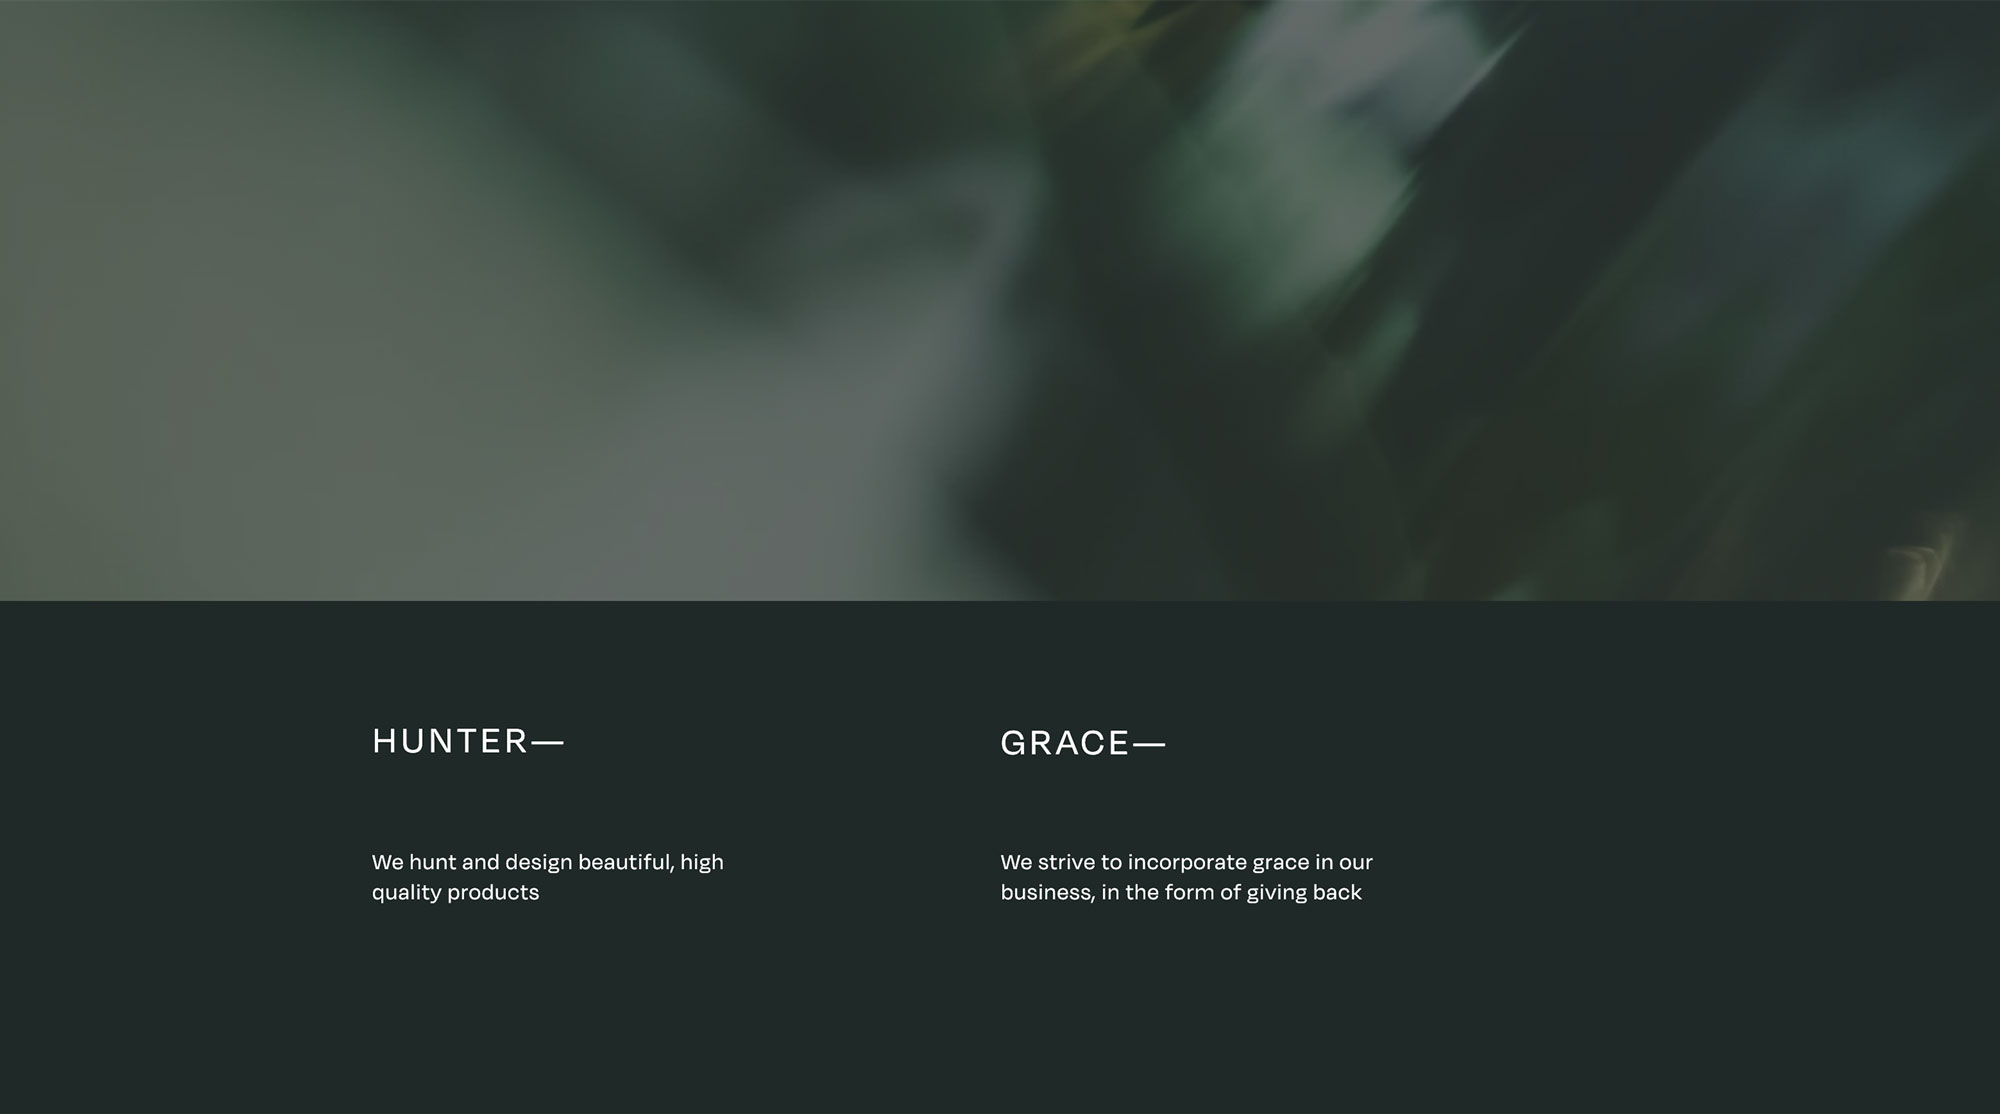 HUNTER—
We hunt and design beautiful, high
quality products
GRACE—
We strive to incorporate grace in our
business, in the form of giving back